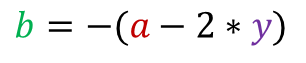 b = −(a − 2 ∗ y)